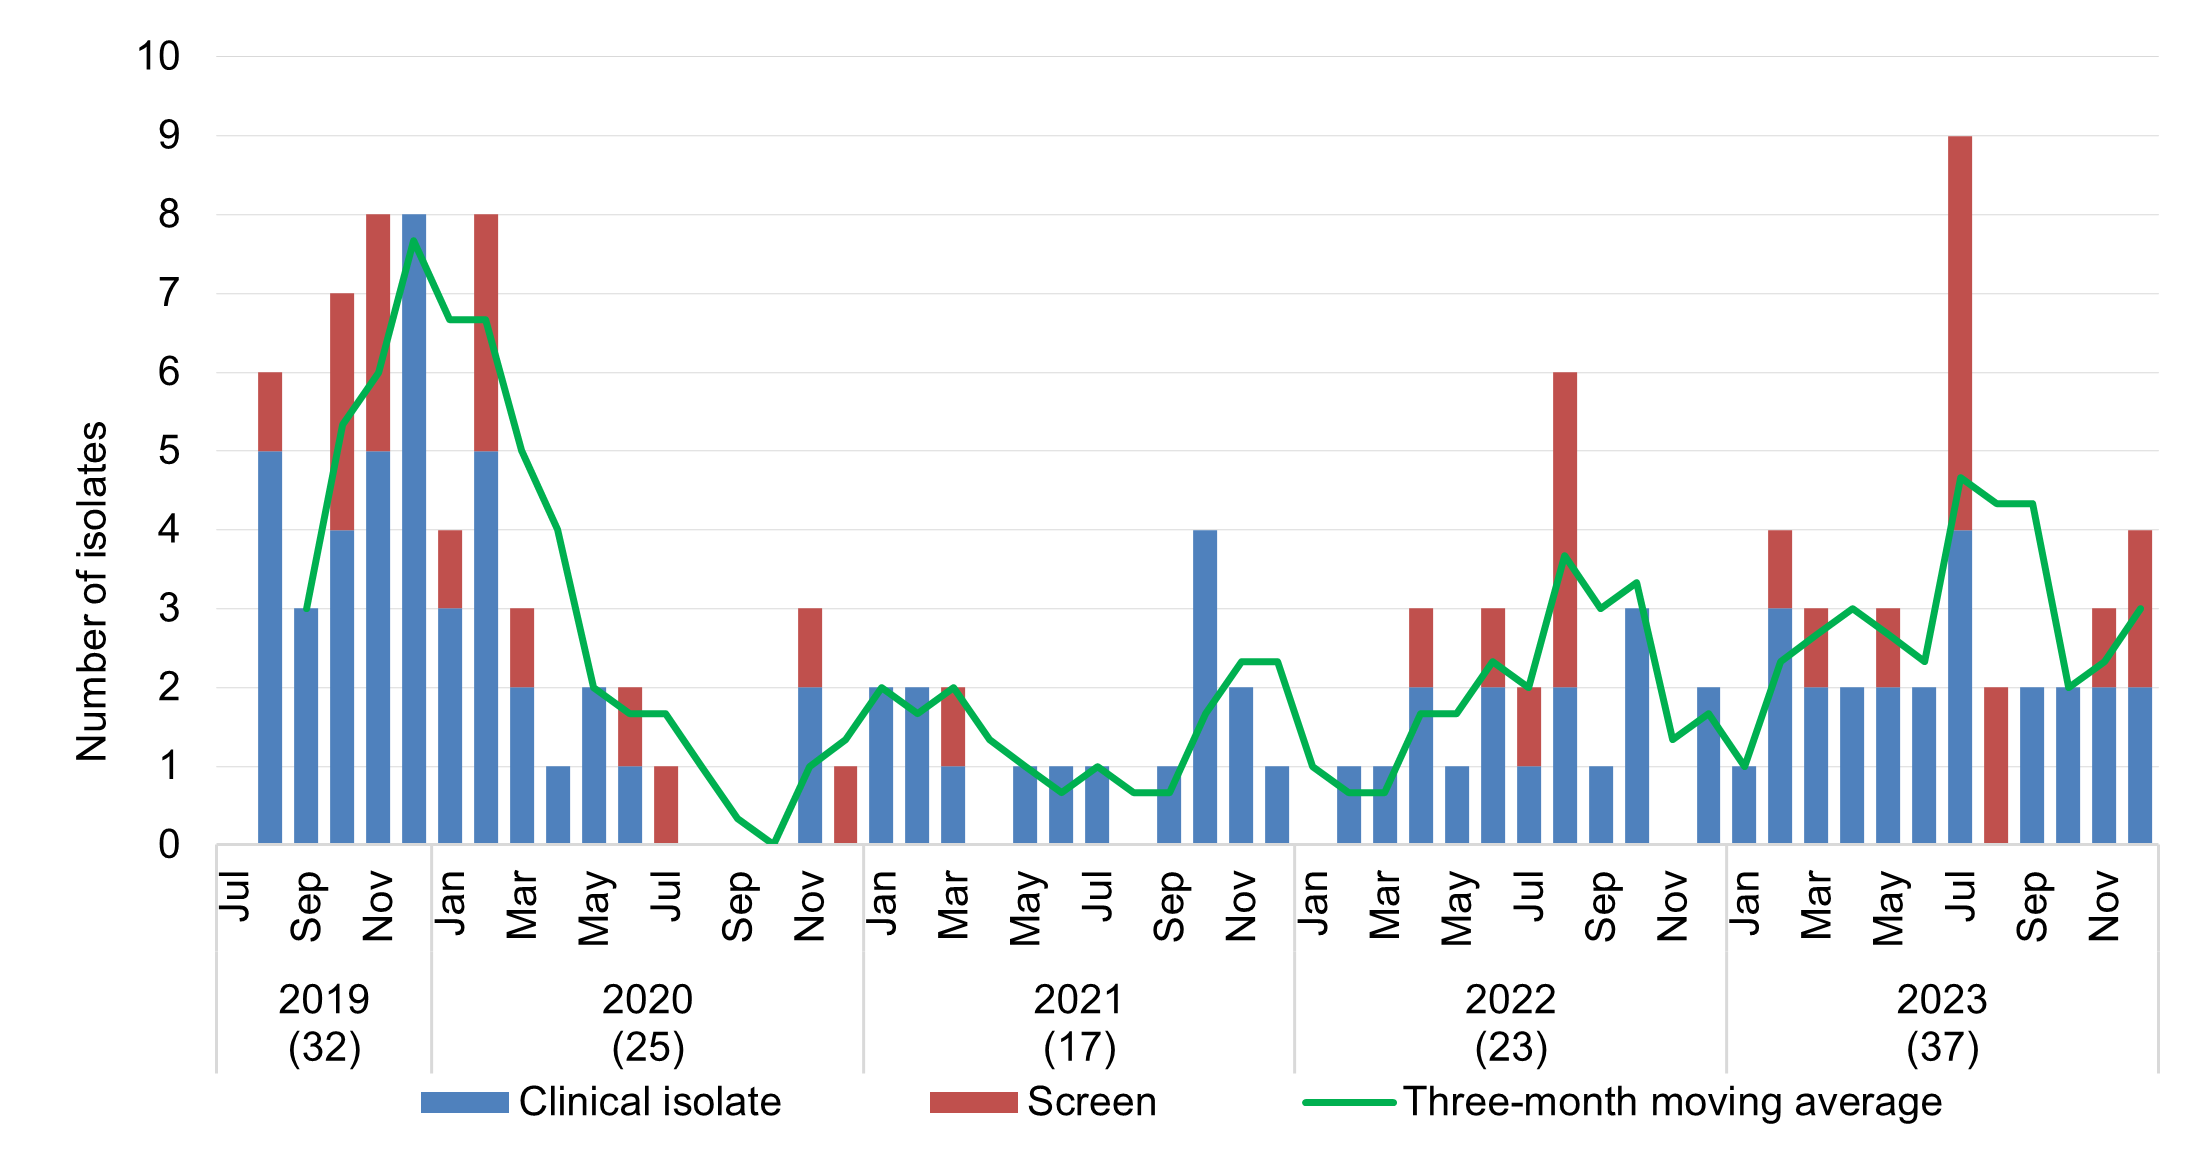 10
9
8
7
6
5
4
3
2
1
0
Number of isolates
Jul Sep Nov Jan Mar May Jul Sep Nov Jan Mar May Jul Sep Nov Jan Mar May Jul Sep Nov Jan Mar May Jul Sep Nov
2019 2020 2021 2022 2023
(32) (25) (17) (23) (37)
Clinical isolate Screen Three-month moving average